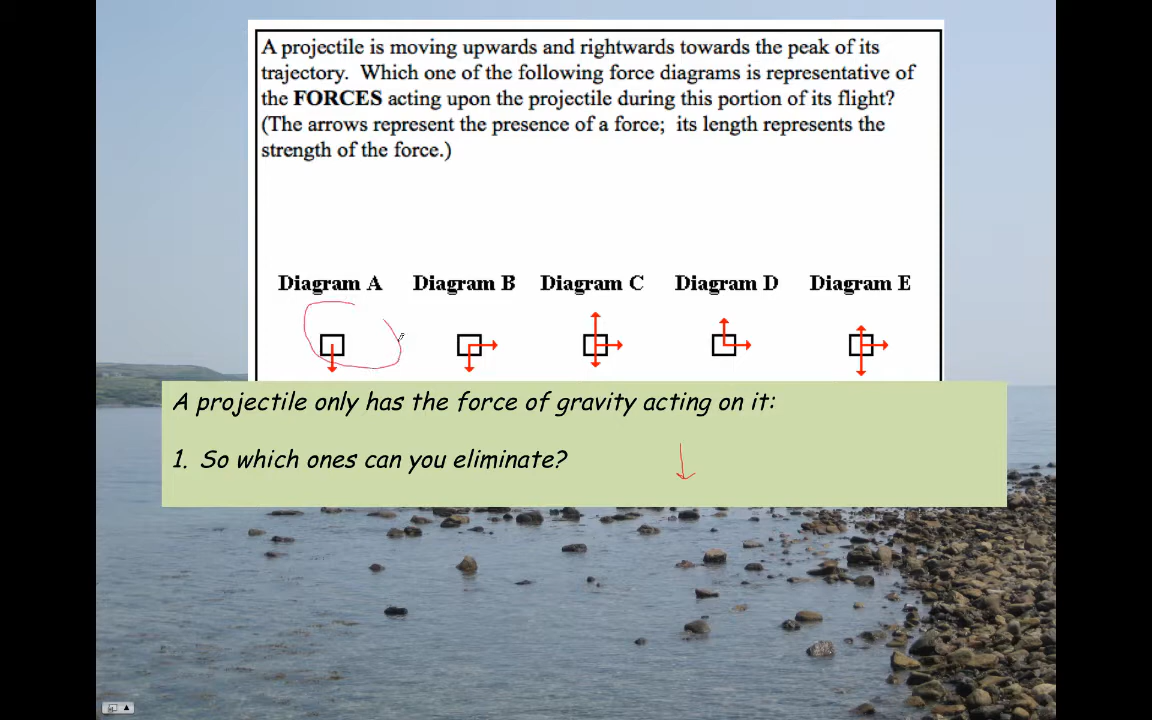 A projectile is moving upwards and rightwards towards the peak of its
trajectory. Which one of the following force diagrams is representative of
the FORCES acting upon the projectile during this portion of its flight?
(The arrows represent the presence of a force; its length represents the
strength of the force.)
Diagram A Diagram B Diagram C Diagram D Diagram E
A projectile only has the force of gravity acting on it:
1. So which ones can you eliminate?